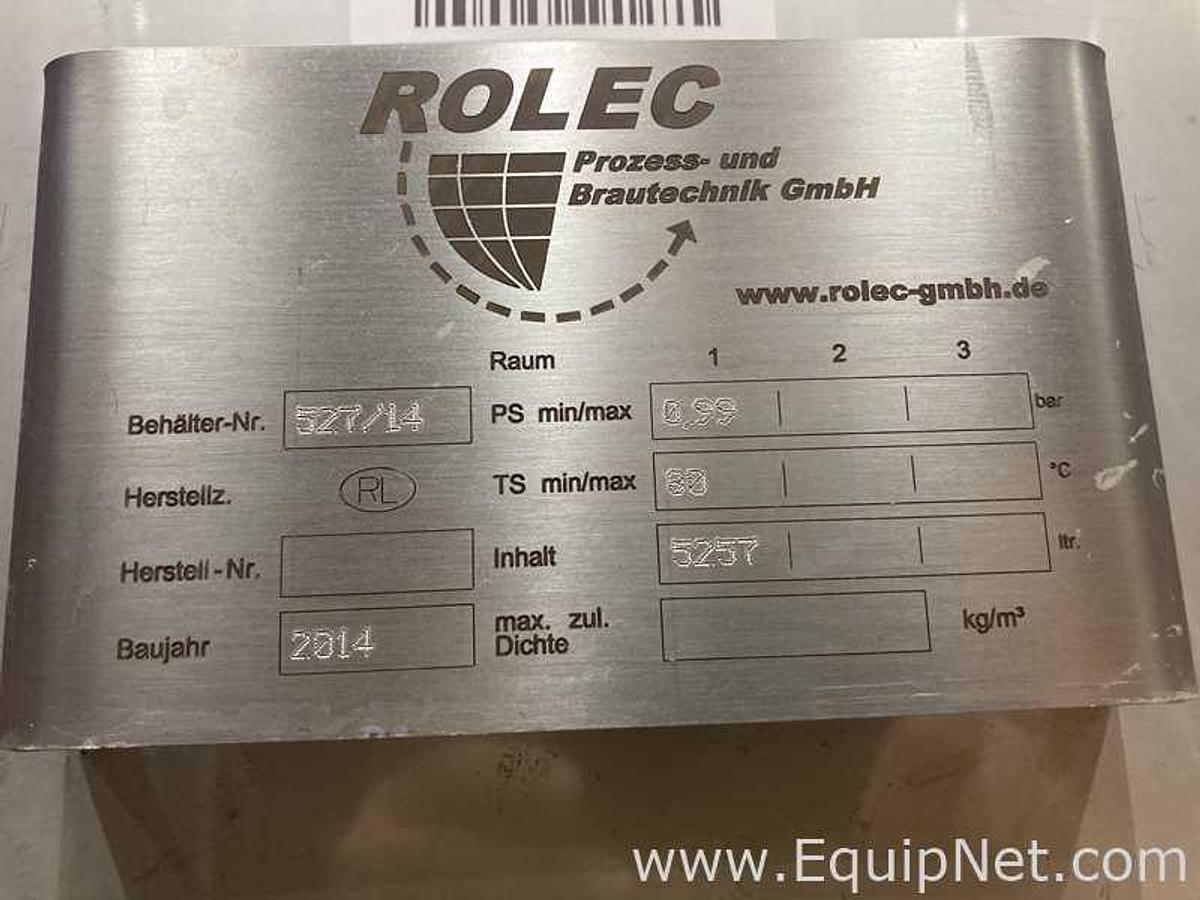 ROLEC
Prozess- und
Brautechnik GmbH
www.rolec-gmbh.de
Raum 1 2 3
Behälter-Nr. 527/14 PS min/max 0,99 bar
Herstellz. RL TS min/max 80 °C
Herstell-Nr. Inhalt 5257 ltr.
Baujahr 2014 max. zul.
Dichte kg/m³
www.EquipNet.com